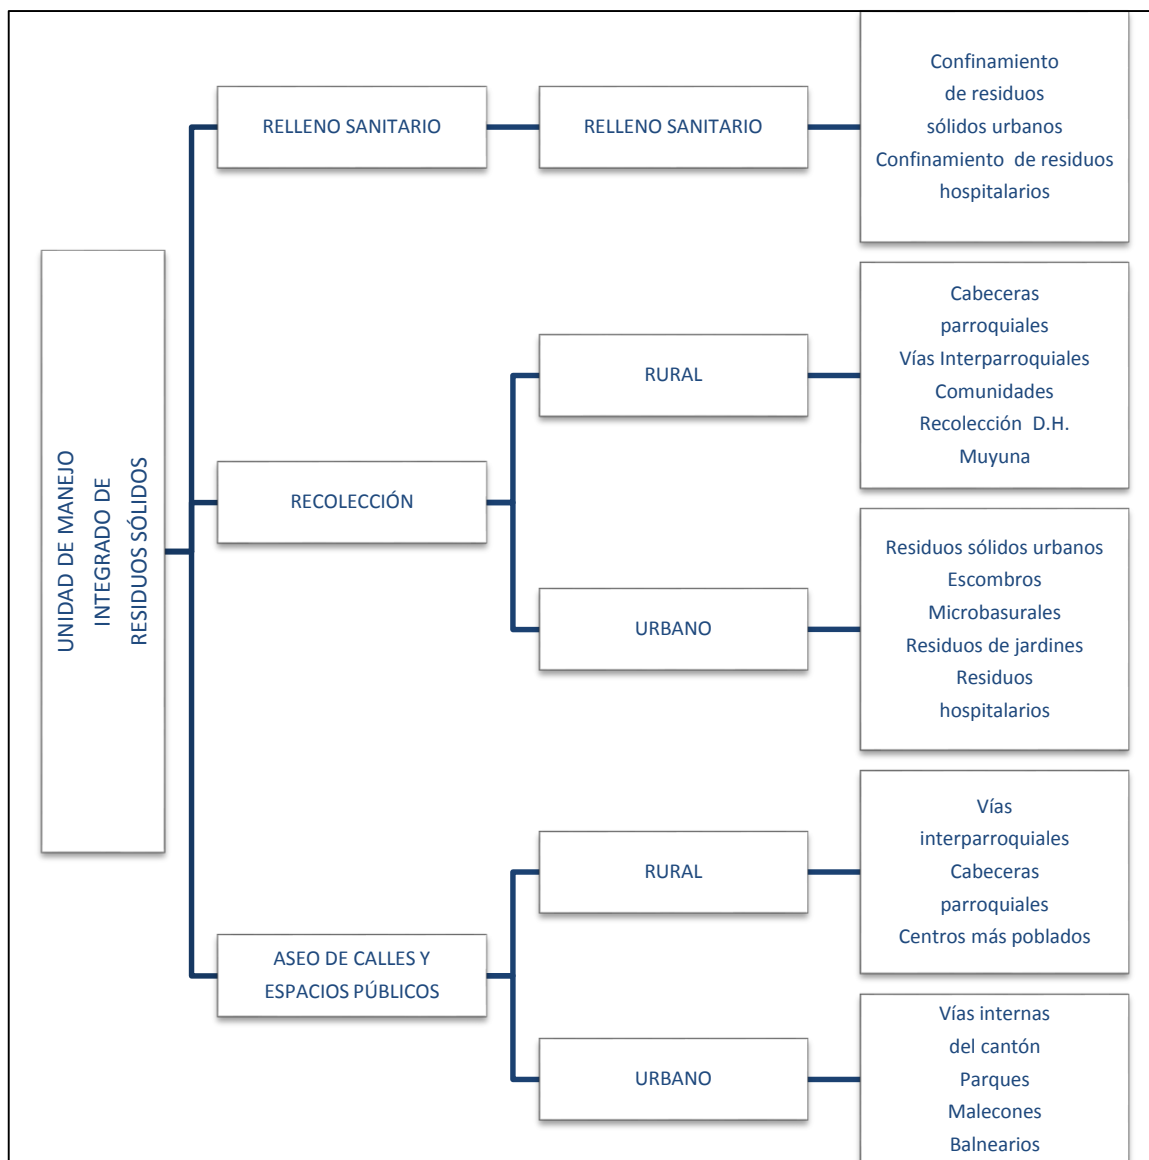 UNIDAD DE MANEJO
INTEGRADO DE
RESIDUOS SÓLIDOS
RELLENO SANITARIO
RELLENO SANITARIO
Confinamiento
de residuos
sólidos urbanos
Confinamiento de residuos
hospitalarios
RECOLECCIÓN
RURAL
Cabeceras
parroquiales
Vías Interparroquiales
Comunidades
Recolección D.H.
Muyuna
URBANO
Residuos sólidos urbanos
Escombros
Microbasurales
Residuos de jardines
Residuos
hospitalarios
ASEO DE CALLES Y
ESPACIOS PÚBLICOS
RURAL
Vías
interparroquiales
Cabeceras
parroquiales
Centros más poblados
URBANO
Vías internas
del cantón
Parques
Malecones
Balnearios